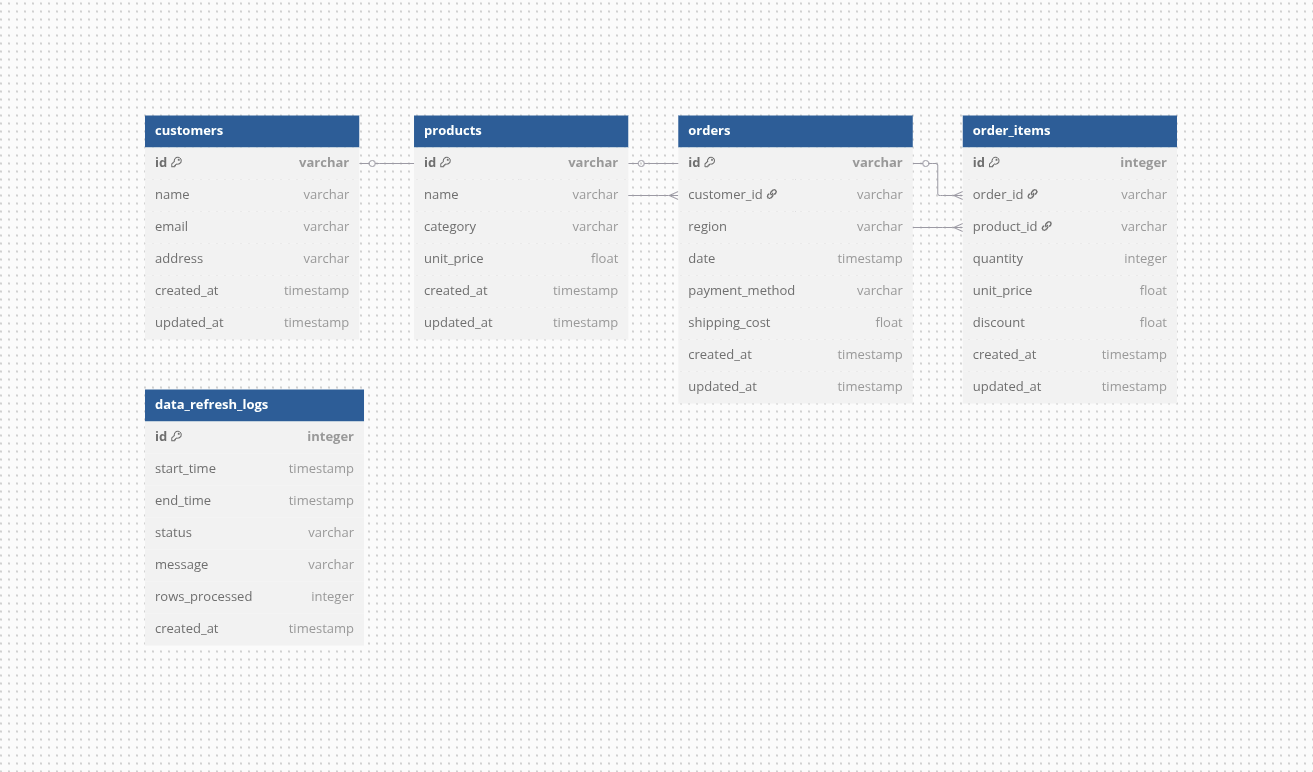 customers
id varchar
name varchar
email varchar
address varchar
created_at timestamp
updated_at timestamp
products
id varchar
name varchar
category varchar
unit_price float
created_at timestamp
updated_at timestamp
orders
id varchar
customer_id varchar
region varchar
date timestamp
payment_method varchar
shipping_cost float
created_at timestamp
updated_at timestamp
order_items
id integer
order_id varchar
product_id varchar
quantity integer
unit_price float
discount float
created_at timestamp
updated_at timestamp
data_refresh_logs
id integer
start_time timestamp
end_time timestamp
status varchar
message varchar
rows_processed integer
created_at timestamp